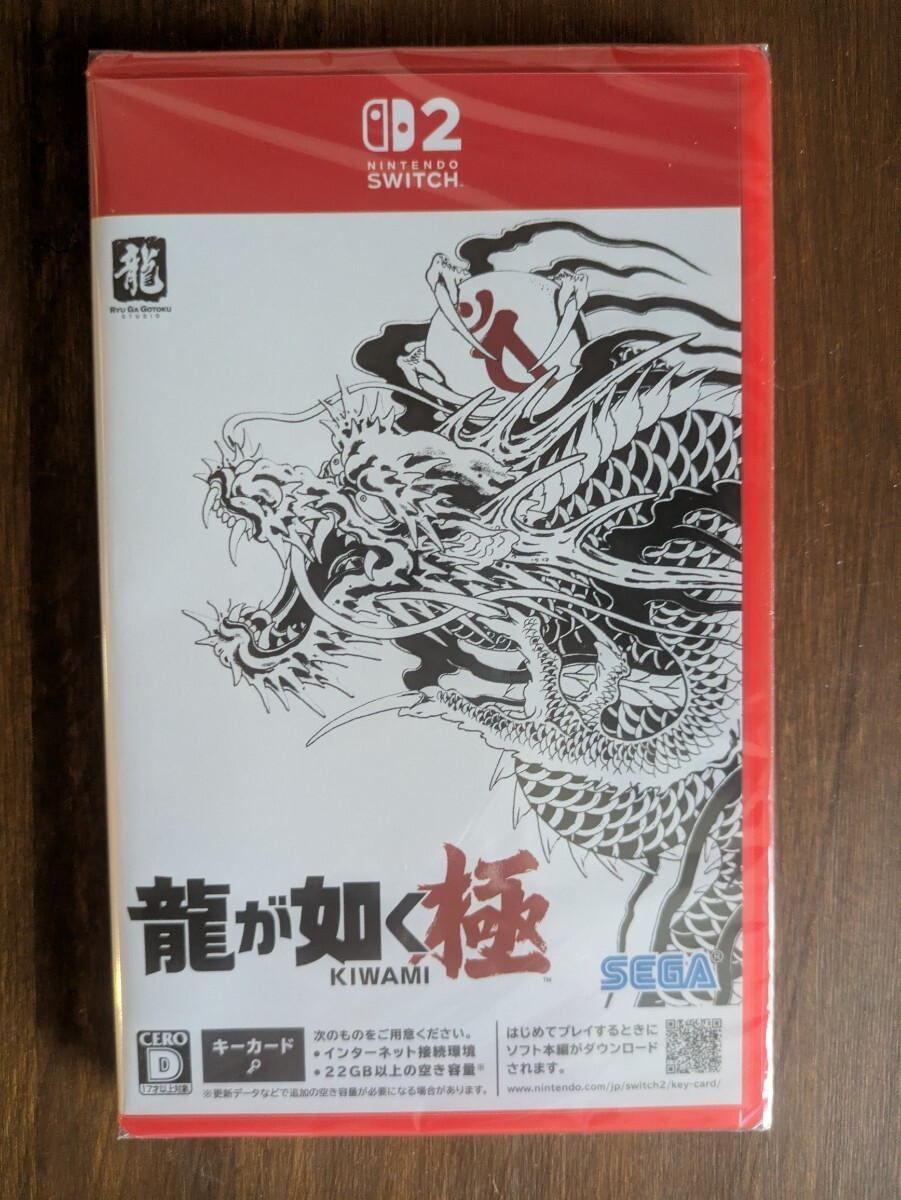 2
NINTENDO
SWITCH™
龍
RYU GA GOTOKU
STUDIO
龍が如く 極™
KIWAMI
SEGA®
CERO
D
17才以上対象
キーカード
次のものをご用意ください。
●インターネット接続環境
●22GB以上の空き容量※
※更新データなどで追加の空き容量が必要になる場合があります。
はじめてプレイするときに
ソフト本編がダウンロード
されます。
www.nintendo.com/jp/switch2/key-card/